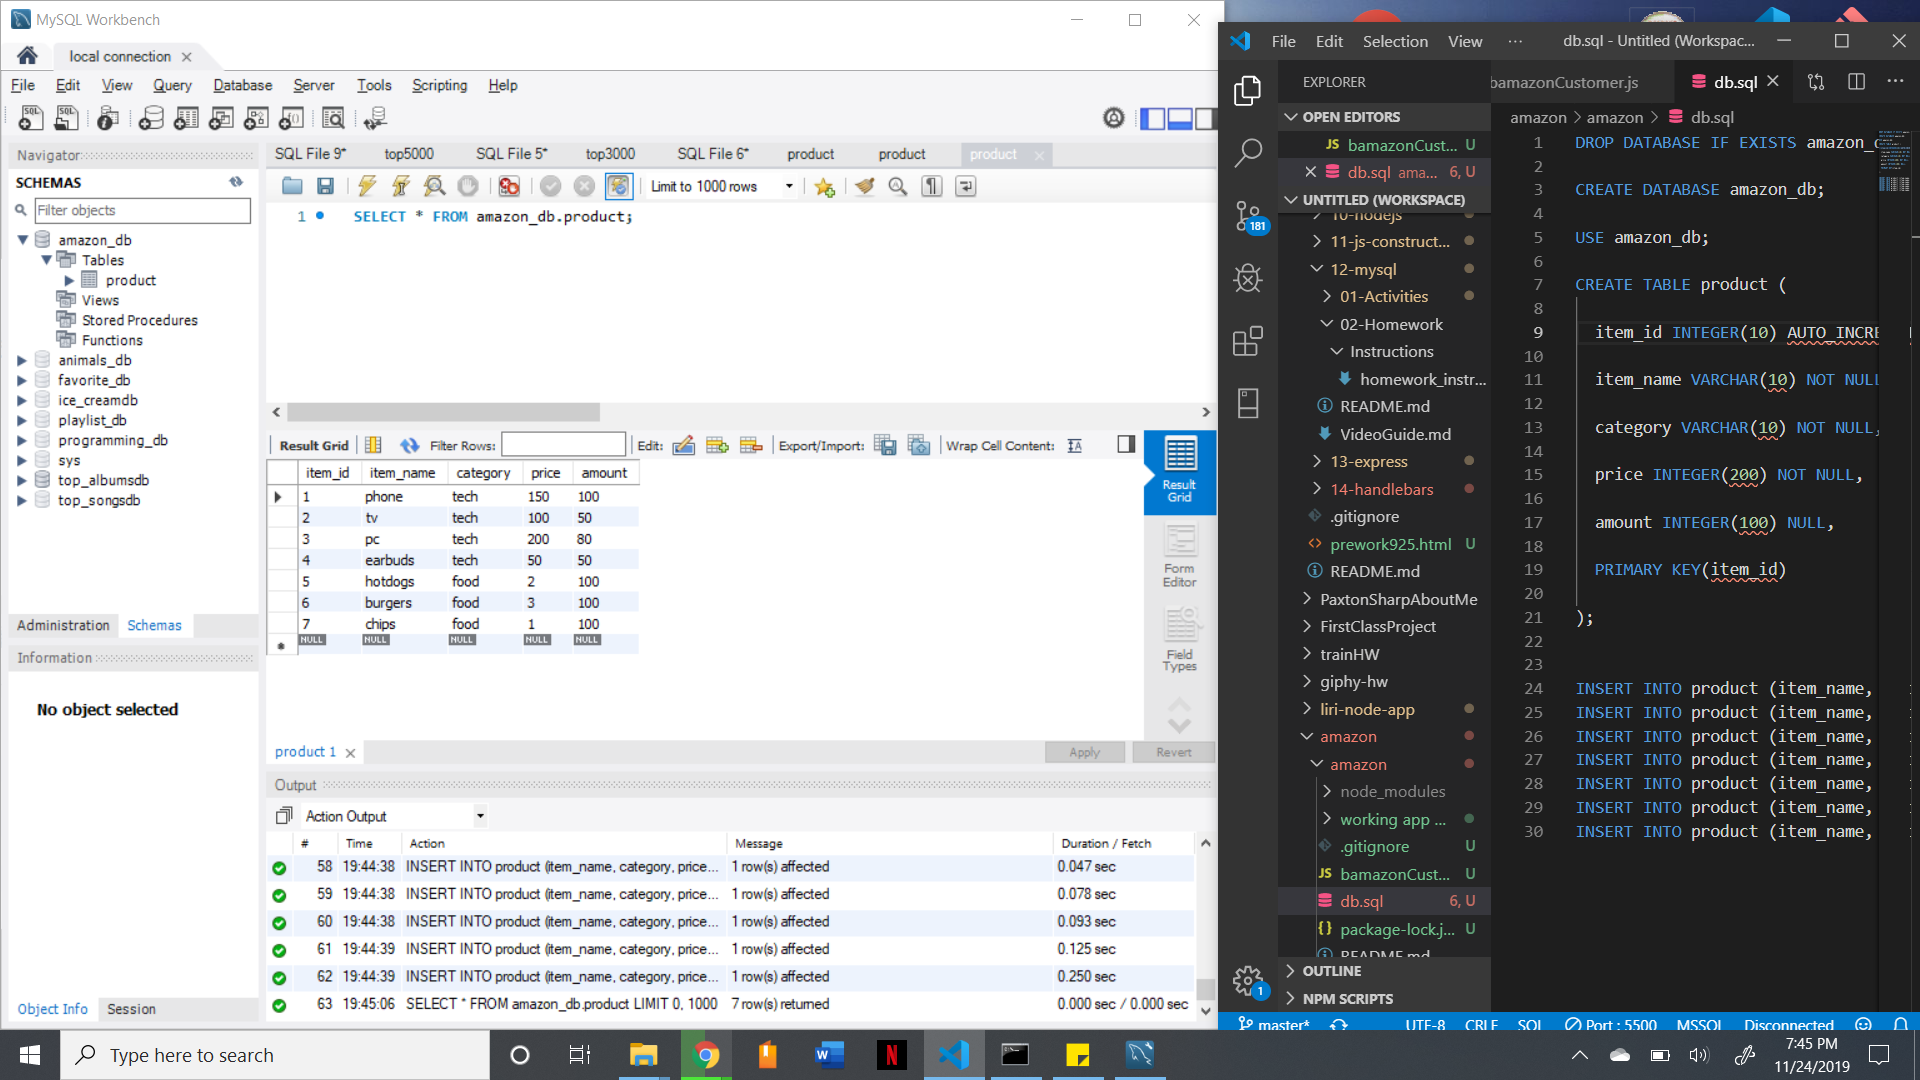 MySQL Workbench
local connection
File Edit View Query Database Server Tools Scripting Help
Navigator
SCHEMAS
Filter objects
amazon_db
Tables
product
Views
Stored Procedures
Functions
animals_db
favorite_db
ice_creamdb
playlist_db
programming_db
sys
top_albumsdb
top_songsdb
Administration Schemas
Information
No object selected
Object Info Session
SQL File 9* top5000 SQL File 5* top3000 SQL File 6* product product product
Limit to 1000 rows
1 SELECT * FROM amazon_db.product;
Result Grid Filter Rows: Edit: Export/Import: Wrap Cell Content:
item_id item_name category price amount
1 phone tech 150 100
2 tv tech 100 50
3 pc tech 200 80
4 earbuds tech 50 50
5 hotdogs food 2 100
6 burgers food 3 100
7 chips food 1 100
NULL NULL NULL NULL NULL
Result Grid
Form Editor
Field Types
product 1
Apply Revert
Output
Action Output
# Time Action Message Duration / Fetch
58 19:44:38 INSERT INTO product (item_name, category, price... 1 row(s) affected 0.047 sec
59 19:44:38 INSERT INTO product (item_name, category, price... 1 row(s) affected 0.078 sec
60 19:44:38 INSERT INTO product (item_name, category, price... 1 row(s) affected 0.093 sec
61 19:44:39 INSERT INTO product (item_name, category, price... 1 row(s) affected 0.125 sec
62 19:44:39 INSERT INTO product (item_name, category, price... 1 row(s) affected 0.250 sec
63 19:45:06 SELECT * FROM amazon_db.product LIMIT 0, 1000 7 row(s) returned 0.000 sec / 0.000 sec
File Edit Selection View ... db.sql - Untitled (Workspac...
EXPLORER
OPEN EDITORS
JS bamazonCust... U
db.sql ama... 6, U
UNTITLED (WORKSPACE)
10-nodejs
11-js-construct...
12-mysql
01-Activities
02-Homework
Instructions
homework_instr...
README.md
VideoGuide.md
13-express
14-handlebars
.gitignore
prework925.html U
README.md
PaxtonSharpAboutMe
FirstClassProject
trainHW
giphy-hw
liri-node-app
amazon
amazon
node_modules
working app ...
.gitignore U
JS bamazonCust... U
db.sql 6, U
{} package-lock.j... U
README.md
OUTLINE
NPM SCRIPTS
181
1
bamazonCustomer.js db.sql
amazon > amazon > db.sql
1 DROP DATABASE IF EXISTS amazon_
2
3 CREATE DATABASE amazon_db;
4
5 USE amazon_db;
6
7 CREATE TABLE product (
8
9 item_id INTEGER(10) AUTO_INCRE
10
11 item_name VARCHAR(10) NOT NULL
12
13 category VARCHAR(10) NOT NULL,
14
15 price INTEGER(200) NOT NULL,
16
17 amount INTEGER(100) NULL,
18
19 PRIMARY KEY(item_id)
20
21 );
22
23
24 INSERT INTO product (item_name,
25 INSERT INTO product (item_name,
26 INSERT INTO product (item_name,
27 INSERT INTO product (item_name,
28 INSERT INTO product (item_name,
29 INSERT INTO product (item_name,
30 INSERT INTO product (item_name,
master* UTF-8 CRLF SQL Port : 5500 MSSQL Disconnected
Type here to search
7:45 PM
11/24/2019